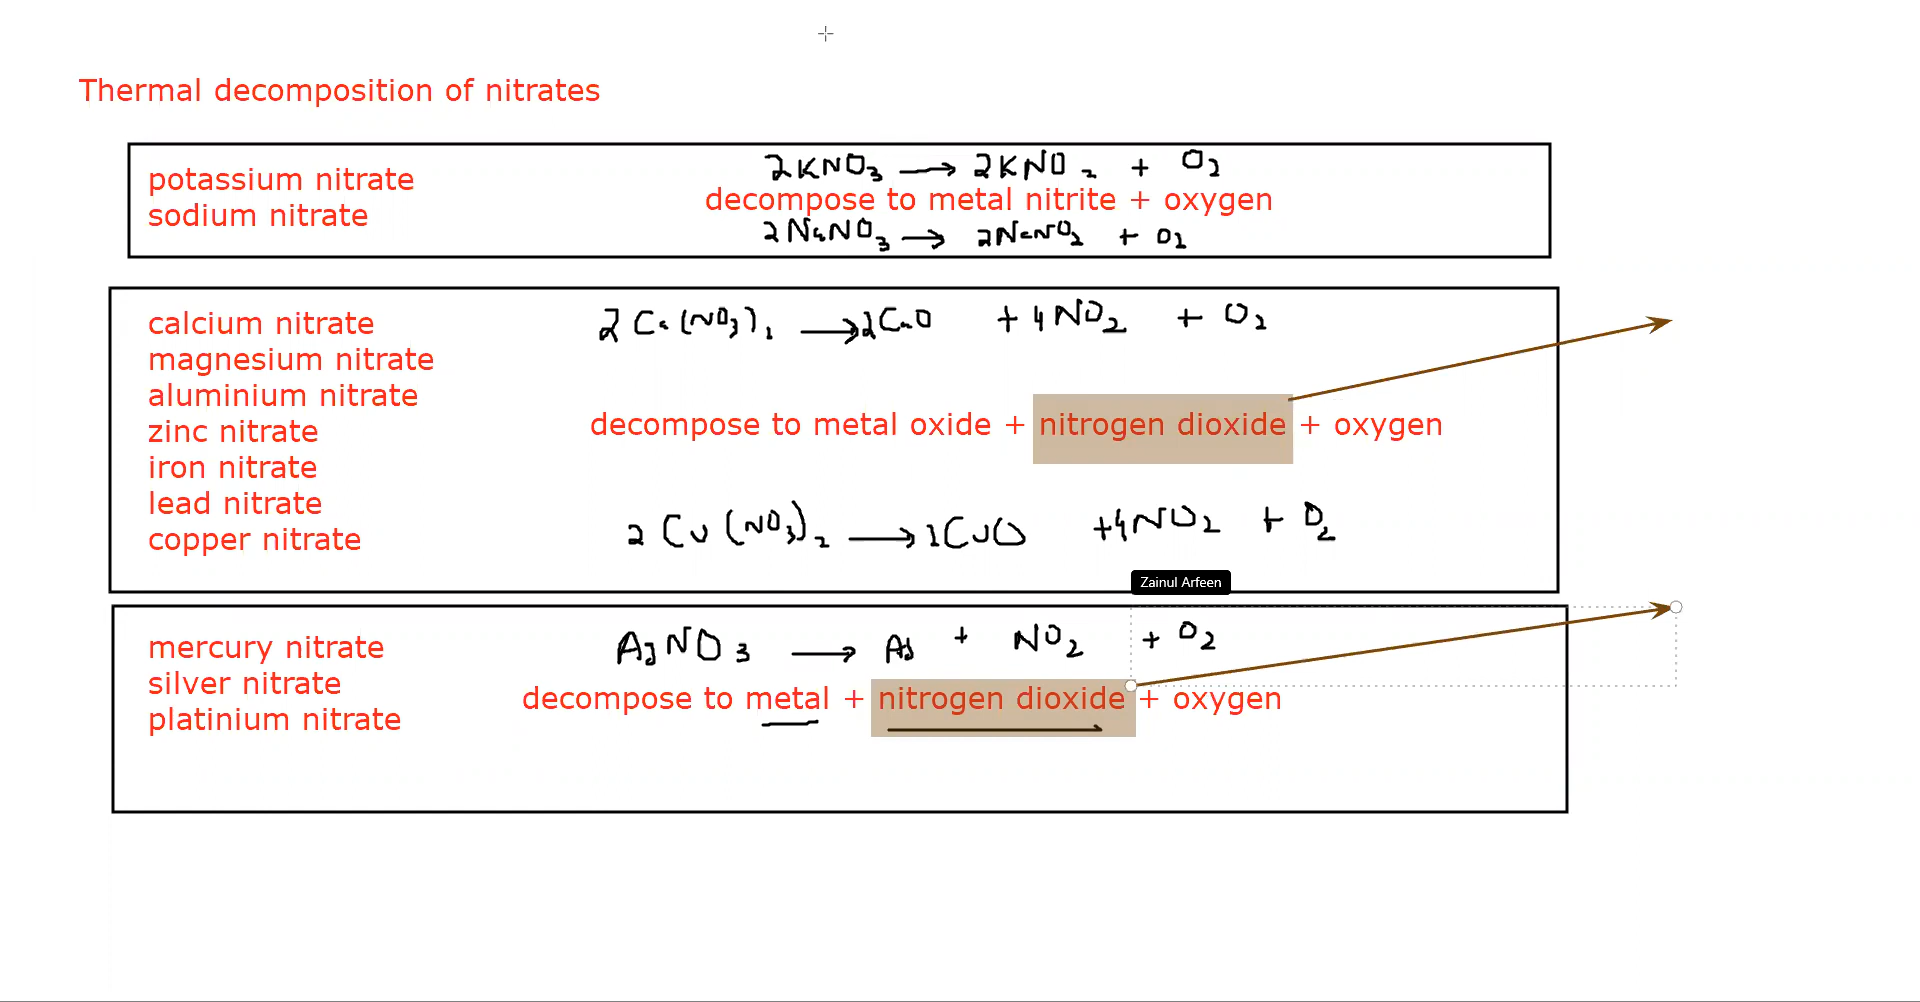 Thermal decomposition of nitrates
potassium nitrate
sodium nitrate
2KNO3 → 2KNO2 + O2
decompose to metal nitrite + oxygen
2NaNO3 → 2NaNO2 + O2
calcium nitrate
magnesium nitrate
aluminium nitrate
zinc nitrate
iron nitrate
lead nitrate
copper nitrate
2Ca(NO3)2 → 2CaO + 4NO2 + O2
decompose to metal oxide + nitrogen dioxide + oxygen
2Cu(NO3)2 → 2CuO + 4NO2 + O2
Zainul Arfeen
mercury nitrate
silver nitrate
platinium nitrate
AgNO3 → Ag + NO2 + O2
decompose to metal + nitrogen dioxide + oxygen